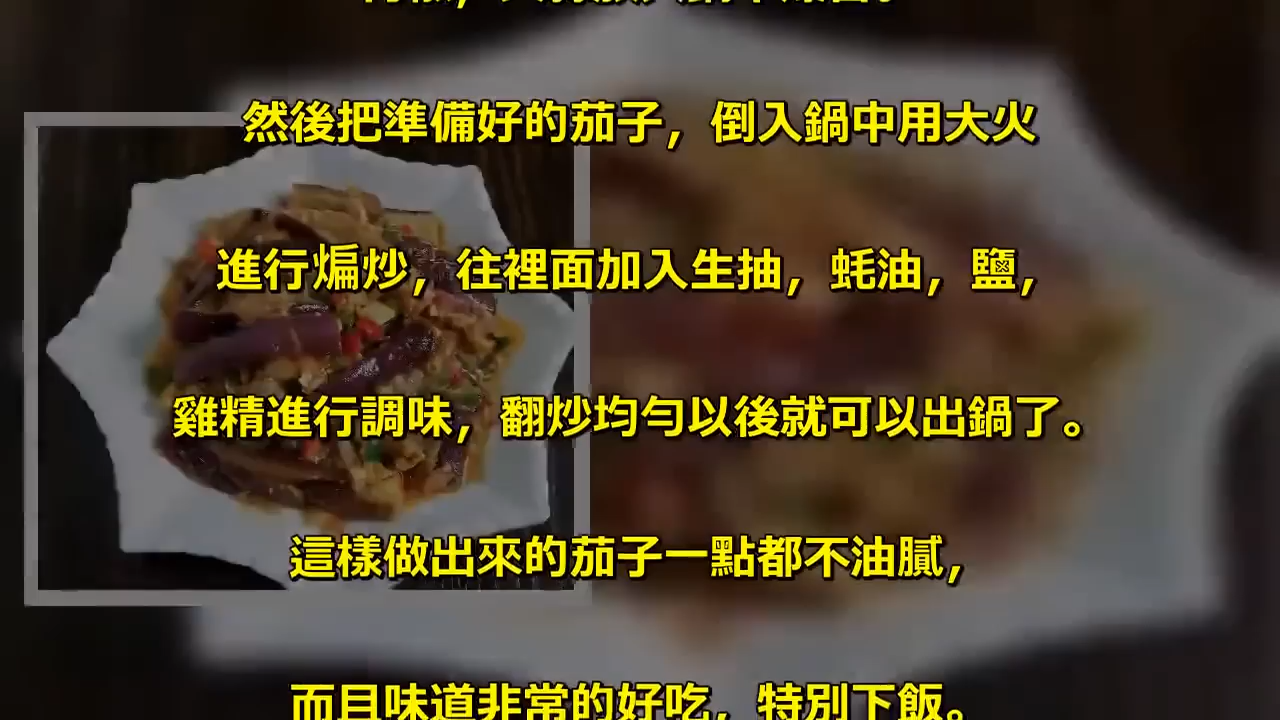 然後把準備好的茄子，倒入鍋中用大火
進行煸炒，往裡面加入生抽，蚝油，鹽，
雞精進行調味，翻炒均勻以後就可以出鍋了。
這樣做出來的茄子一點都不油膩，
而且味道非常的好吃，特別下飯。